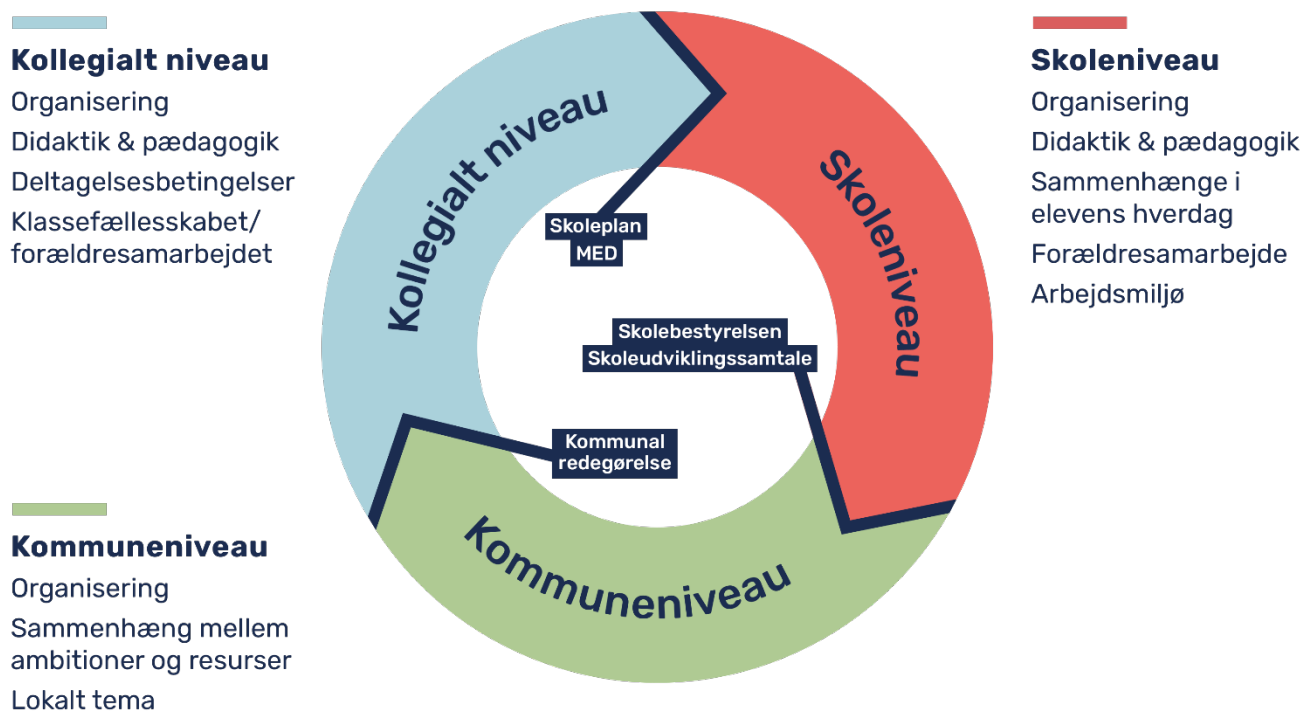 Kollegialt niveau
Organisering
Didaktik & pædagogik
Deltagelsesbetingelser
Klassefællesskabet/
forældresamarbejdet
Kommuneniveau
Organisering
Sammenhæng mellem
ambitioner og resurser
Lokalt tema
Kollegialt niveau
Skoleniveau
Kommuneniveau
Skoleplan
MED
Skolebestyrelsen
Skoleudviklingssamtale
Kommunal
redegørelse
Skoleniveau
Organisering
Didaktik & pædagogik
Sammenhænge i
elevens hverdag
Forældresamarbejde
Arbejdsmiljø